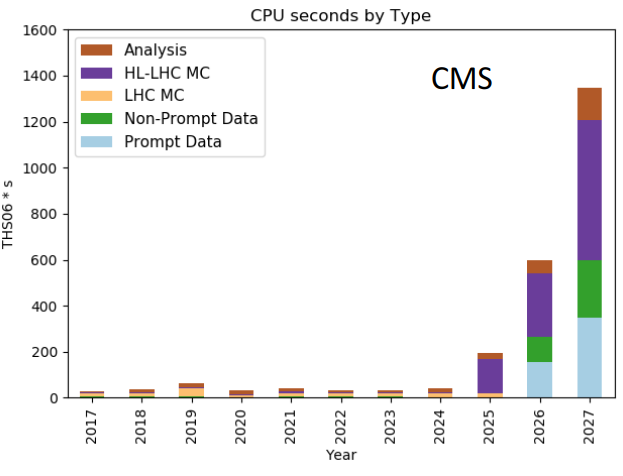 CPU seconds by Type
1600
1400
1200
1000
800
600
400
200
0
THS06 * s
Analysis
HL-LHC MC
LHC MC
Non-Prompt Data
Prompt Data
CMS
2017
2018
2019
2020
2021
2022
2023
2024
2025
2026
2027
Year